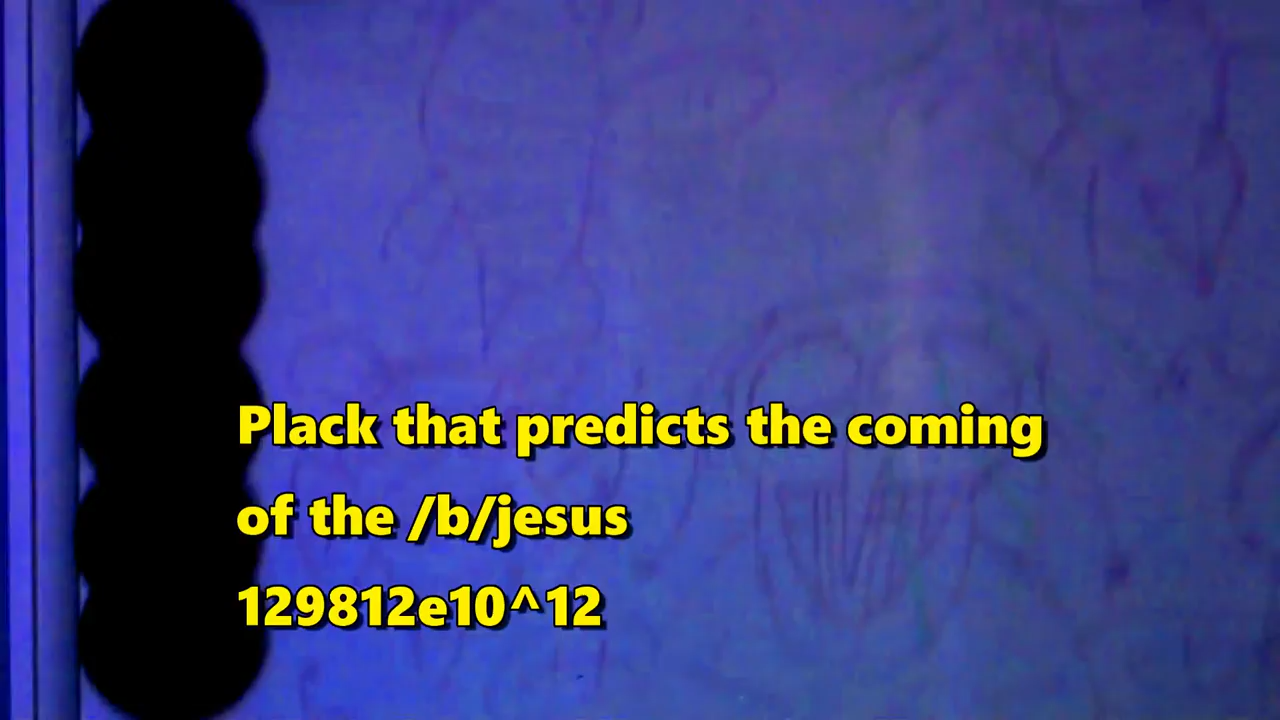 Plack that predicts the coming
of the /b/jesus
129812e10^12